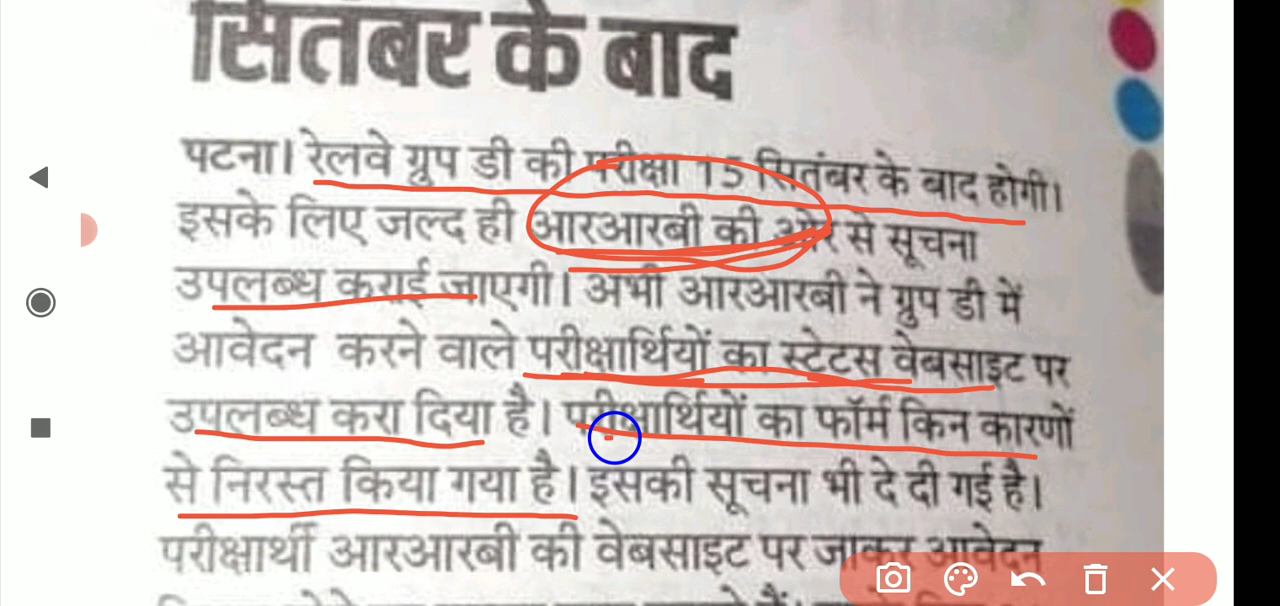 सितंबर के बाद
पटना। रेलवे ग्रुप डी की परीक्षा 15 सितंबर के बाद होगी।
इसके लिए जल्द ही आरआरबी की ओर से सूचना
उपलब्ध कराई जाएगी। अभी आरआरबी ने ग्रुप डी में
आवेदन करने वाले परीक्षार्थियों का स्टेटस वेबसाइट पर
उपलब्ध करा दिया है। परीक्षार्थियों का फॉर्म किन कारणों
से निरस्त किया गया है। इसकी सूचना भी दे दी गई है।
परीक्षार्थी आरआरबी की वेबसाइट पर जाकर आवेदन